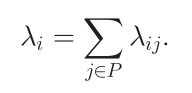 λ_i = ∑_{j∈P} λ_{ij}.